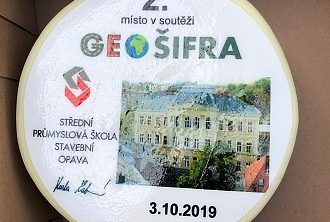 2.
místo v soutěži
GEOŠIFRA
STŘEDNÍ
PRŮMYSLOVÁ ŠKOLA
STAVEBNÍ
OPAVA
3.10.2019